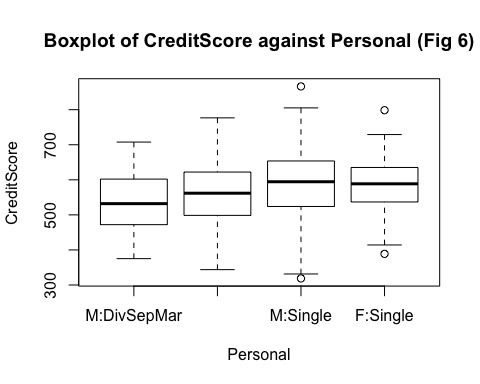 Boxplot of CreditScore against Personal (Fig 6)
CreditScore
700
500
300
M:DivSepMar M:Single F:Single
Personal